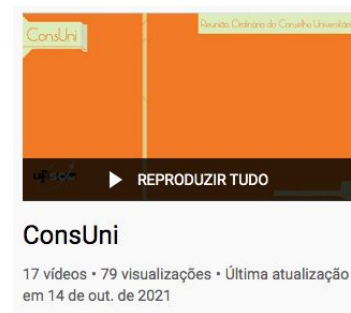 ConsUni
Reunião Ordinária do Conselho Universitário
REPRODUZIR TUDO
ConsUni
17 vídeos • 79 visualizações • Última atualização
em 14 de out. de 2021